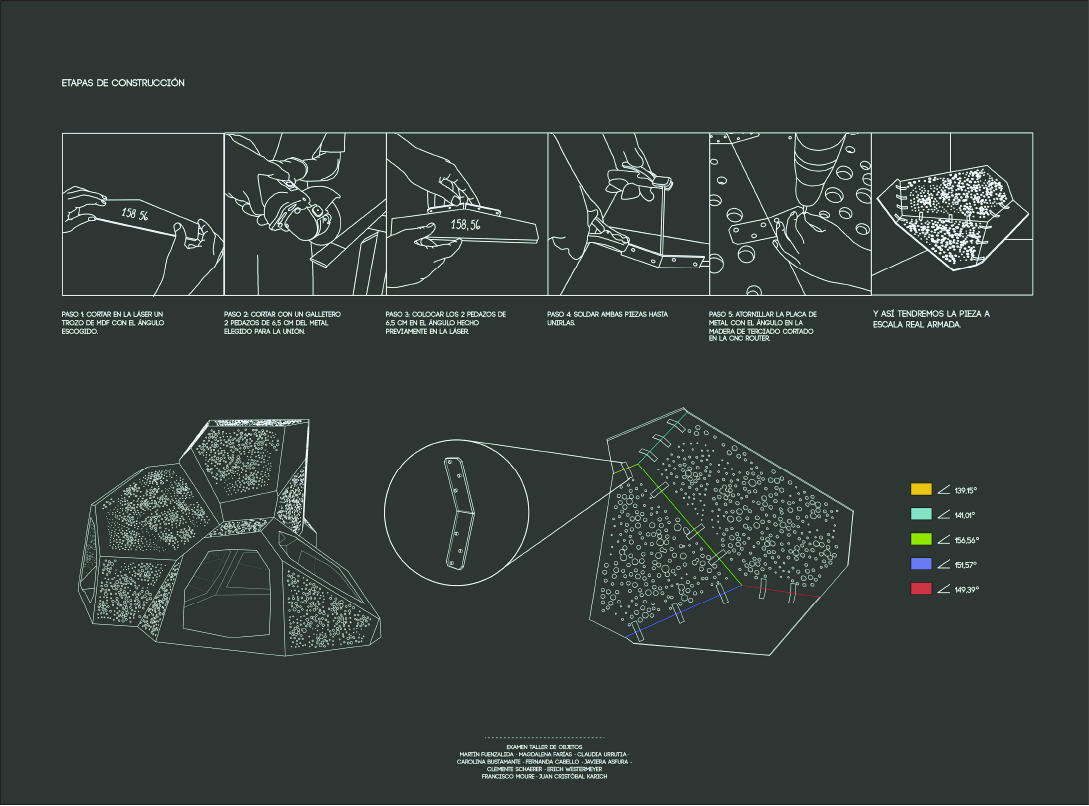 ETAPAS DE CONSTRUCCIÓN
158 56
158,56
PASO 1: CORTAR EN LA LÁSER UN
TROZO DE MDF CON EL ÁNGULO
ESCOGIDO.
PASO 2: CORTAR CON UN GALLETERO
2 PEDAZOS DE 6,5 CM DEL METAL
ELEGIDO PARA LA UNIÓN.
PASO 3: COLOCAR LOS 2 PEDAZOS DE
6,5 CM EN EL ÁNGULO HECHO
PREVIAMENTE EN LA LÁSER.
PASO 4: SOLDAR AMBAS PIEZAS HASTA
UNIRLAS.
PASO 5: ATORNILLAR LA PLACA DE
METAL CON EL ÁNGULO EN LA
MADERA DE TERCIADO CORTADO
EN LA CNC ROUTER.
Y ASÍ TENDREMOS LA PIEZA A
ESCALA REAL ARMADA.
139,15°
141,01°
156,56°
151,57°
149,39°
EXAMEN TALLER DE OBJETOS
MARTÍN FUENZALIDA · MAGDALENA FARÍAS · CLAUDIA URRUTIA ·
CAROLINA BUSTAMANTE · FERNANDA CABELLO · JAVIERA ASFURA ·
CLEMENTE SCHAERER · ERICH WESTERMEYER
FRANCISCO MOURE · JUAN CRISTÓBAL KARICH